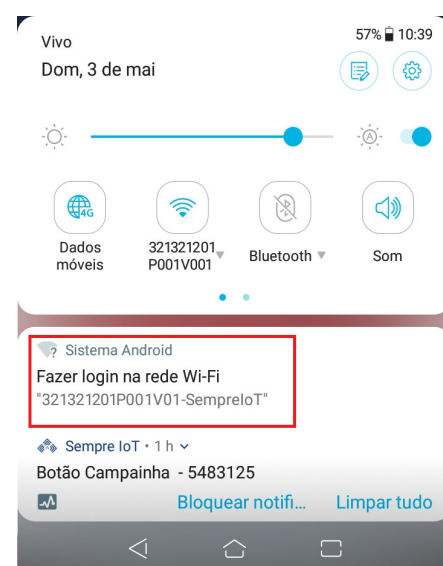 Vivo
57% 10:39
Dom, 3 de mai
A
4G
Dados
móveis
321321201
P001V001
Bluetooth
Som
? Sistema Android
Fazer login na rede Wi-Fi
"321321201P001V01-SempreIoT"
Sempre IoT • 1 h
Botão Campainha - 5483125
Bloquear notifi...
Limpar tudo